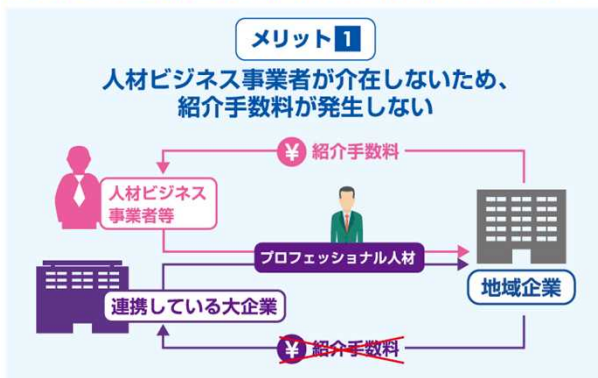 メリット1
人材ビジネス事業者が介在しないため、
紹介手数料が発生しない
¥ 紹介手数料
人材ビジネス
事業者等
プロフェッショナル人材
地域企業
連携している大企業
¥ 紹介手数料